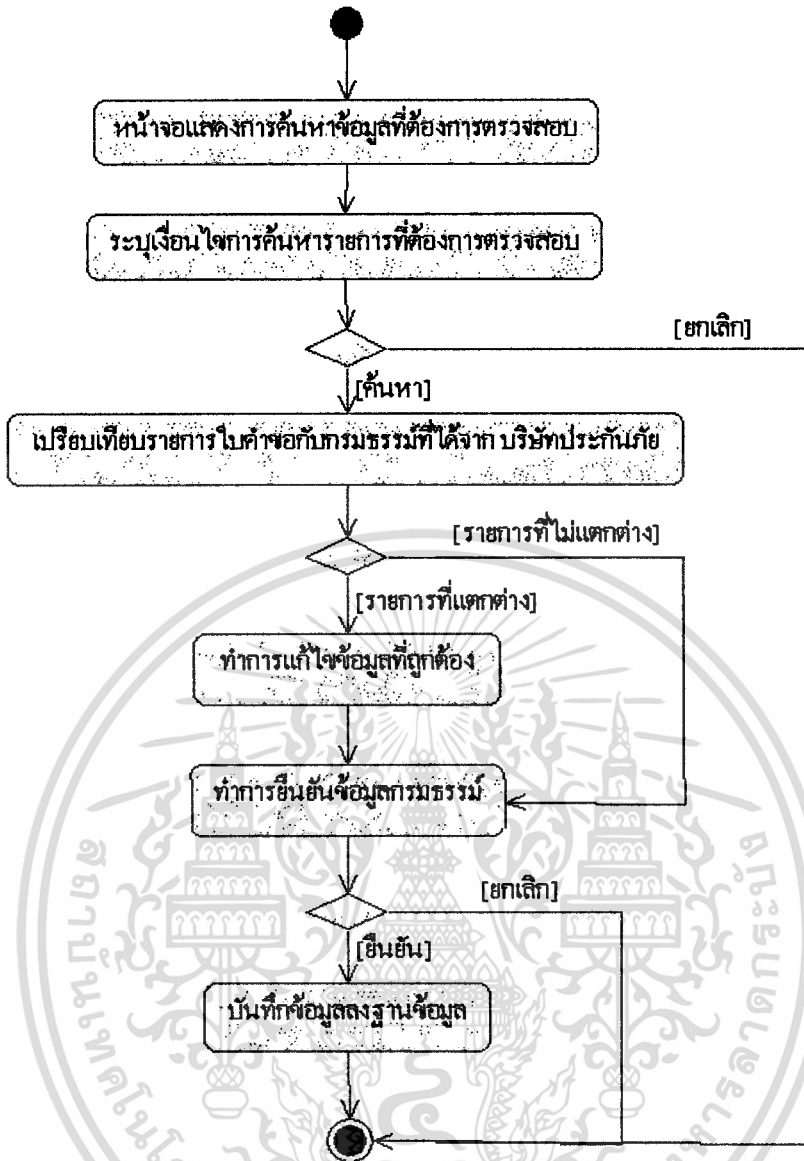 หน้าจอแสดงการค้นหาข้อมูลที่ต้องการตรวจสอบ
ระบุเงื่อนไขการค้นหารายการที่ต้องการตรวจสอบ
[ยกเลิก]
[ค้นหา]
เปรียบเทียบรายการใบคำขอกับกรมธรรม์ที่ได้จาก บริษัทประกันภัย
[รายการที่ไม่แตกต่าง]
[รายการที่แตกต่าง]
ทำการแก้ไขข้อมูลที่ถูกต้อง
ทำการยืนยันข้อมูลกรมธรรม์
[ยกเลิก]
[ยืนยัน]
บันทึกข้อมูลลงฐานข้อมูล